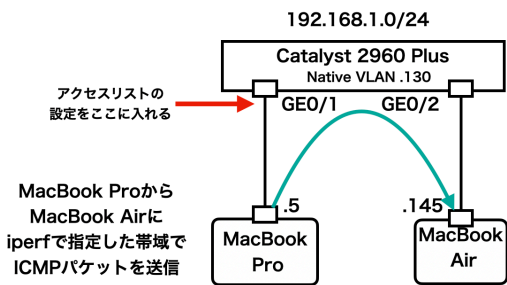 192.168.1.0/24
Catalyst 2960 Plus
Native VLAN .130
アクセスリストの
設定をここに入れる
GE0/1
GE0/2
MacBook Proから
MacBook Airに
iperfで指定した帯域で
ICMPパケットを送信
.5
.145
MacBook
Pro
MacBook
Air